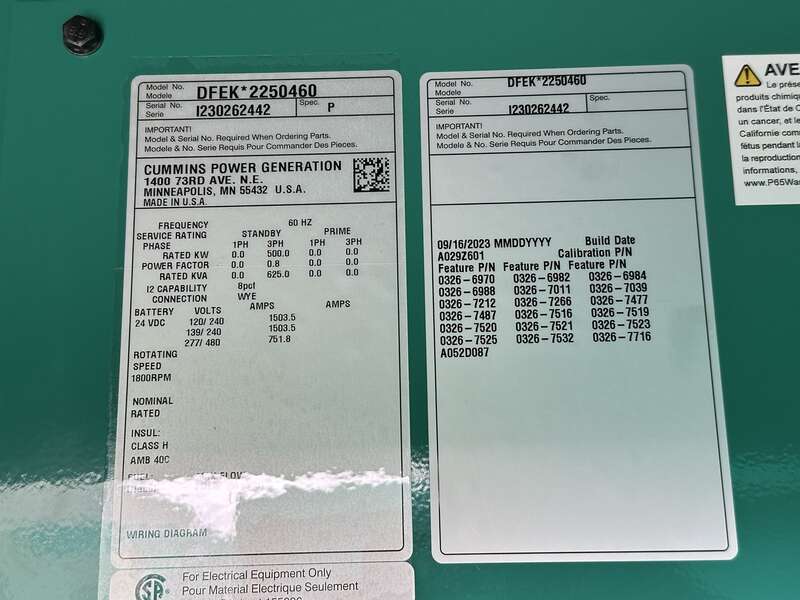 Model No.
Modele
DFEK*2250460
Serial No.
Serie
I230262442
Spec.
P
IMPORTANT!
Model & Serial No. Required When Ordering Parts.
Modele & No. Serie Requis Pour Commander Des Pieces.
CUMMINS POWER GENERATION
1400 73RD AVE. N.E.
MINNEAPOLIS, MN 55432 U.S.A.
MADE IN U.S.A.
FREQUENCY 60 HZ
SERVICE RATING STANDBY PRIME
PHASE 1PH 3PH 1PH 3PH
RATED KW 0.0 500.0 0.0 0.0
POWER FACTOR 0.0 0.8 0.0 0.0
RATED KVA 0.0 625.0 0.0 0.0
I2 CAPABILITY 8pct
CONNECTION WYE
BATTERY VOLTS AMPS AMPS
24 VDC 120/ 240 1503.5
139/ 240 1503.5
277/ 480 751.8
ROTATING
SPEED
1800RPM
NOMINAL
RATED
INSUL:
CLASS H
AMB 40C
FUEL:
WIRING DIAGRAM
For Electrical Equipment Only
Pour Material Electrique Seulement
Model No.
Modele
DFEK*2250460
Serial No.
Serie
I230262442
Spec.
P
IMPORTANT!
Model & Serial No. Required When Ordering Parts.
Modele & No. Serie Requis Pour Commander Des Pieces.
09/16/2023 MMDDYYYY Build Date
A029Z601 Calibration P/N
Feature P/N Feature P/N Feature P/N
0326-6970 0326-6982 0326-6984
0326-6988 0326-7011 0326-7039
0326-7212 0326-7266 0326-7477
0326-7487 0326-7516 0326-7519
0326-7520 0326-7521 0326-7523
0326-7525 0326-7532 0326-7716
A052D087
AVE
Le prése
produits chimiqu
dans l'État de C
un cancer, et le
Californie comm
fétus pendant la
la reproduction
informations,
www.P65Wa